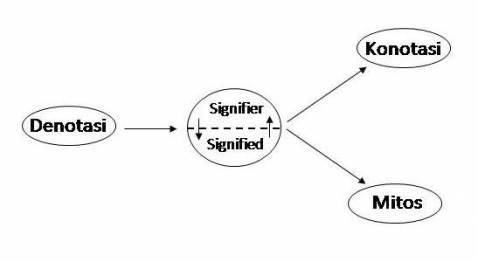 Konotasi
Signifier
Denotasi
Signified
Mitos